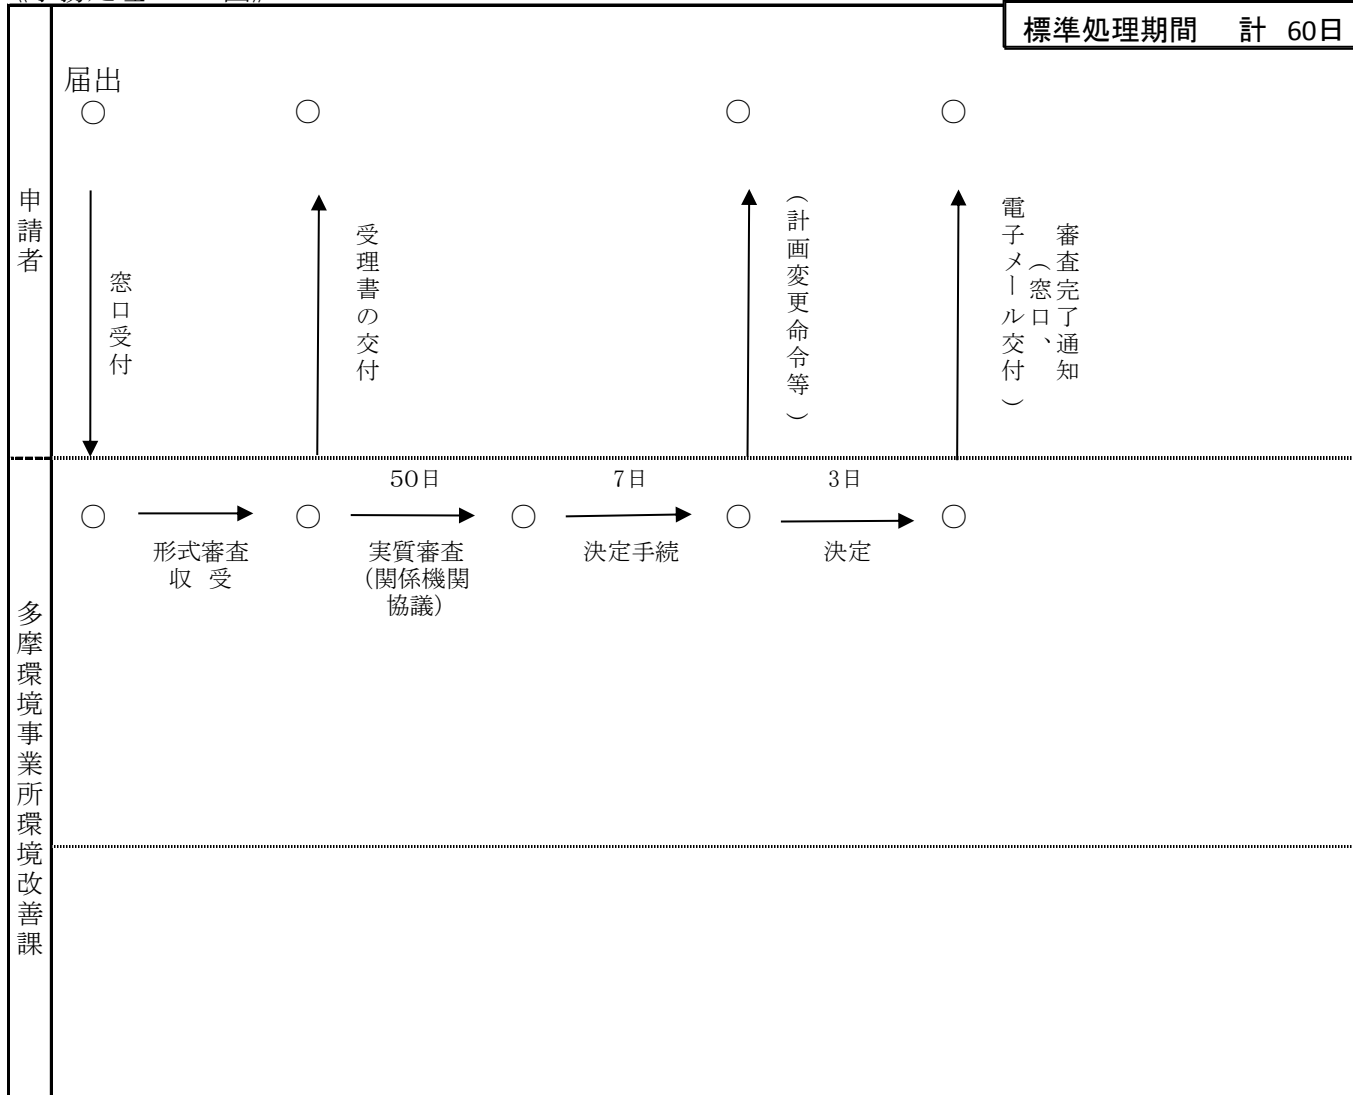 標準処理期間　計 60日
届出
申請者
窓口受付
受理書の交付
（計画変更命令等）
審査完了通知
（窓口、
電子メール交付）
50日
7日
3日
形式審査
収 受
実質審査
（関係機関
協議）
決定手続
決定
多摩環境事業所環境改善課